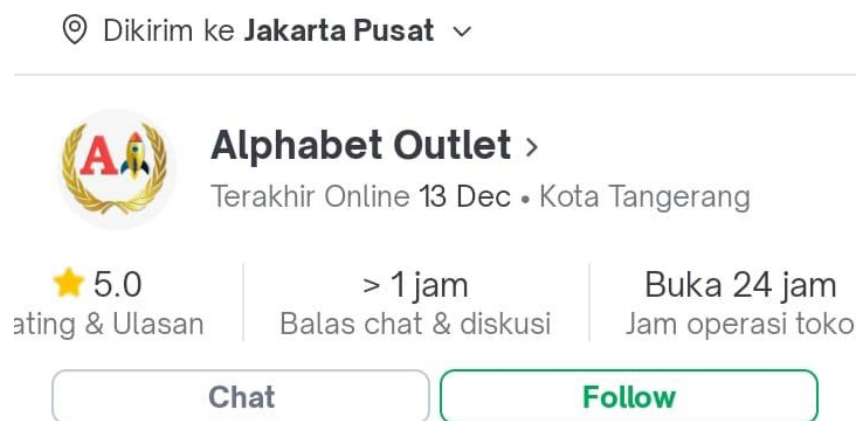 Dikirim ke Jakarta Pusat
A
Alphabet Outlet
Terakhir Online 13 Dec • Kota Tangerang
5.0
> 1 jam
Buka 24 jam
ating & Ulasan
Balas chat & diskusi
Jam operasi toko
Chat
Follow